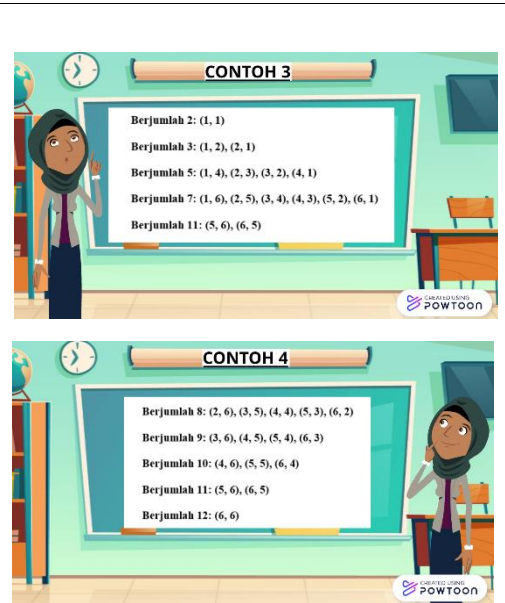 CONTOH 3
Berjumlah 2: (1, 1)
Berjumlah 3: (1, 2), (2, 1)
Berjumlah 5: (1, 4), (2, 3), (3, 2), (4, 1)
Berjumlah 7: (1, 6), (2, 5), (3, 4), (4, 3), (5, 2), (6, 1)
Berjumlah 11: (5, 6), (6, 5)
CREATED USING
POWTOON
CONTOH 4
Berjumlah 8: (2, 6), (3, 5), (4, 4), (5, 3), (6, 2)
Berjumlah 9: (3, 6), (4, 5), (5, 4), (6, 3)
Berjumlah 10: (4, 6), (5, 5), (6, 4)
Berjumlah 11: (5, 6), (6, 5)
Berjumlah 12: (6, 6)
CREATED USING
POWTOON